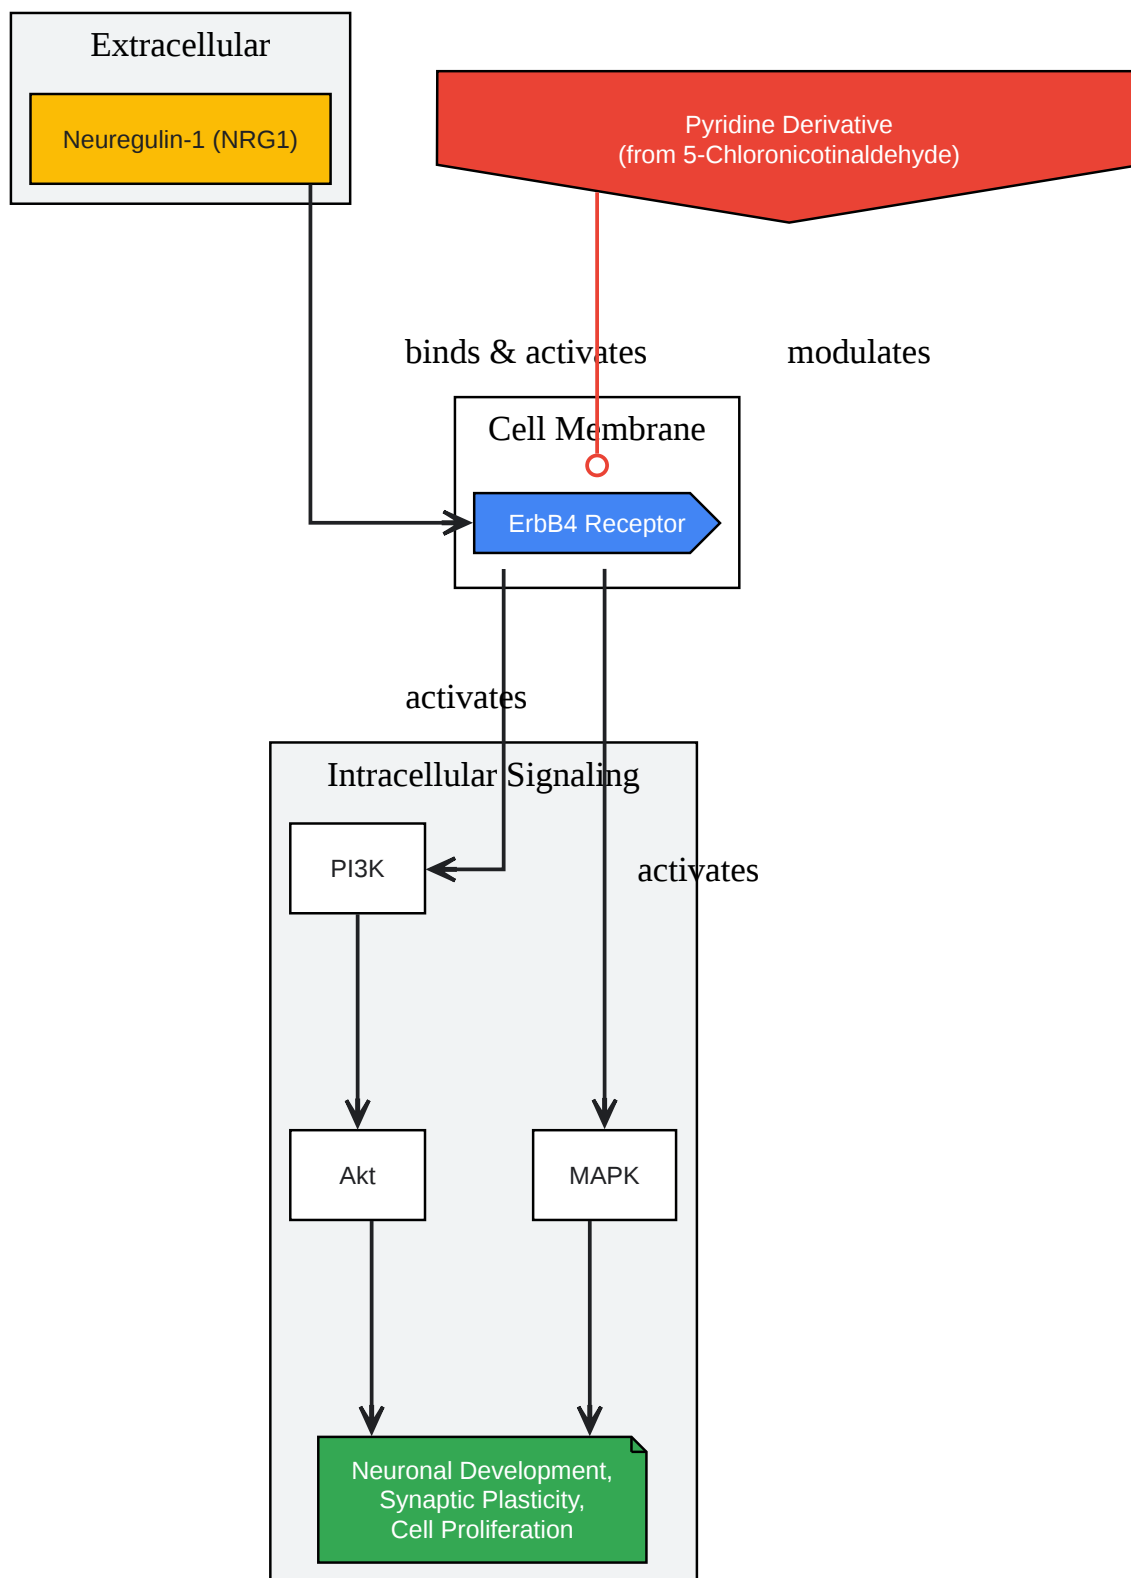 Extracellular
Neuregulin-1 (NRG1)
Pyridine Derivative
(from 5-Chloronicotinaldehyde)
binds & activates
modulates
Cell Membrane
ErbB4 Receptor
activates
Intracellular Signaling
PI3K
activates
Akt
MAPK
Neuronal Development,
Synaptic Plasticity,
Cell Proliferation